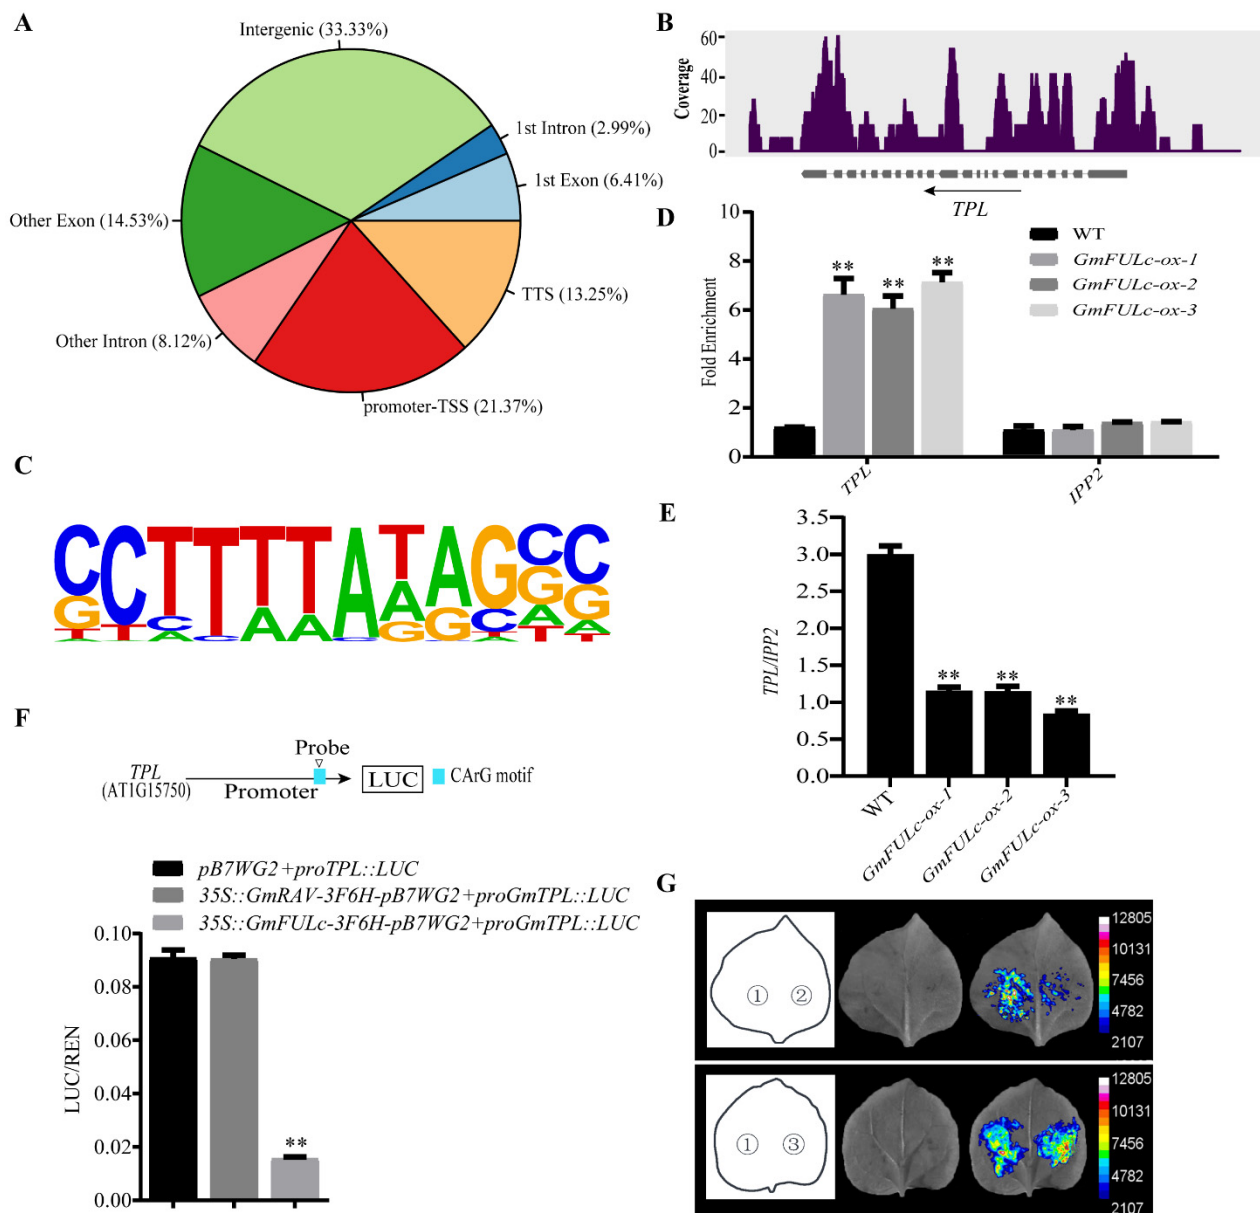 A
Intergenic (33.33%)
1st Intron (2.99%)
1st Exon (6.41%)
Other Exon (14.53%)
TTS (13.25%)
Other Intron (8.12%)
promoter-TSS (21.37%)
B
Coverage
60
40
20
0
TPL
C
CCTTTTATAGCC
GTCAAAAGCGG
TTACTAACGGCAA
D
Fold Enrichment
10
8
6
4
2
0
** ** **
WT
GmFULc-ox-1
GmFULc-ox-2
GmFULc-ox-3
TPL
IPP2
E
TPL/IPP2
3.5
3.0
2.5
2.0
1.5
1.0
0.5
0.0
** ** **
WT
GmFULc-ox-1
GmFULc-ox-2
GmFULc-ox-3
F
Probe
TPL
(AT1G15750)
Promoter
LUC
CArG motif
pB7WG2+proTPL::LUC
35S::GmRAV-3F6H-pB7WG2+proGmTPL::LUC
35S::GmFULc-3F6H-pB7WG2+proGmTPL::LUC
LUC/REN
0.10
0.08
0.06
0.04
0.02
0.00
**
G
① ②
12805
10131
7456
4782
2107
① ③
12805
10131
7456
4782
2107